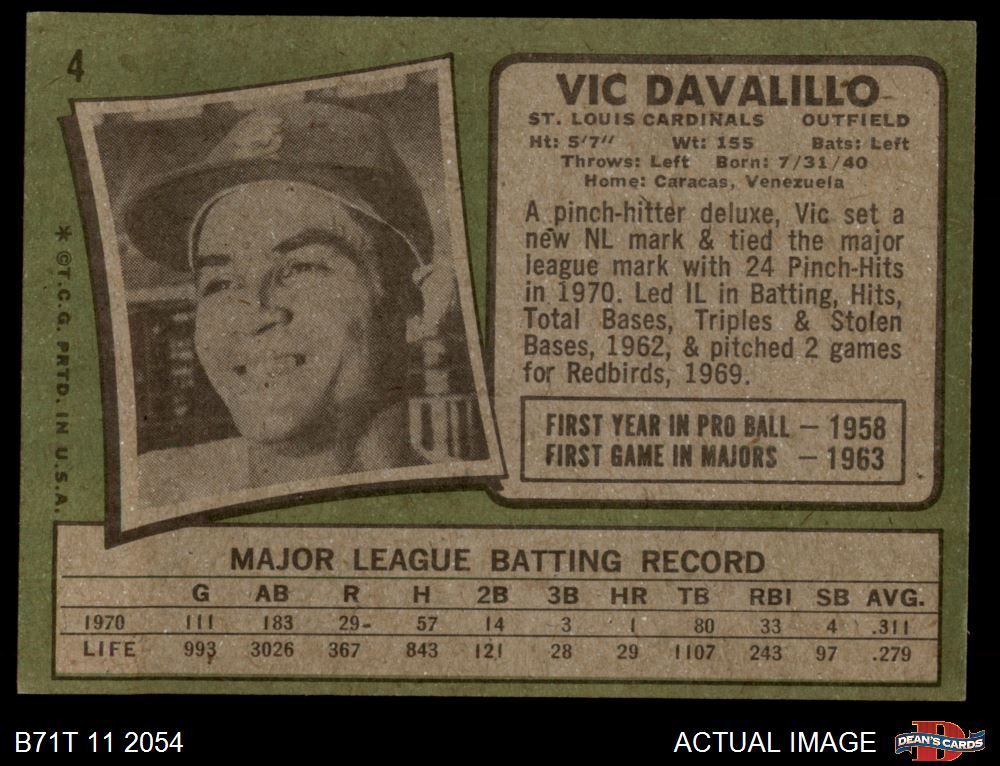 4
VIC DAVALILLO
ST. LOUIS CARDINALS OUTFIELD
Ht: 5'7" Wt: 155 Bats: Left
Throws: Left Born: 7/31/40
Home: Caracas, Venezuela
A pinch-hitter deluxe, Vic set a
new NL mark & tied the major
league mark with 24 Pinch-Hits
in 1970. Led IL in Batting, Hits,
Total Bases, Triples & Stolen
Bases, 1962, & pitched 2 games
for Redbirds, 1969.
FIRST YEAR IN PRO BALL — 1958
FIRST GAME IN MAJORS — 1963
* ©T.C.G. PRTD. IN U.S.A.
MAJOR LEAGUE BATTING RECORD
G AB R H 2B 3B HR TB RBI SB AVG.
1970 111 183 29 57 14 3 1 80 33 4 .311
LIFE 993 3026 367 843 121 28 29 1107 243 97 .279
B71T 11 2054
ACTUAL IMAGE
DEAN'S CARDS